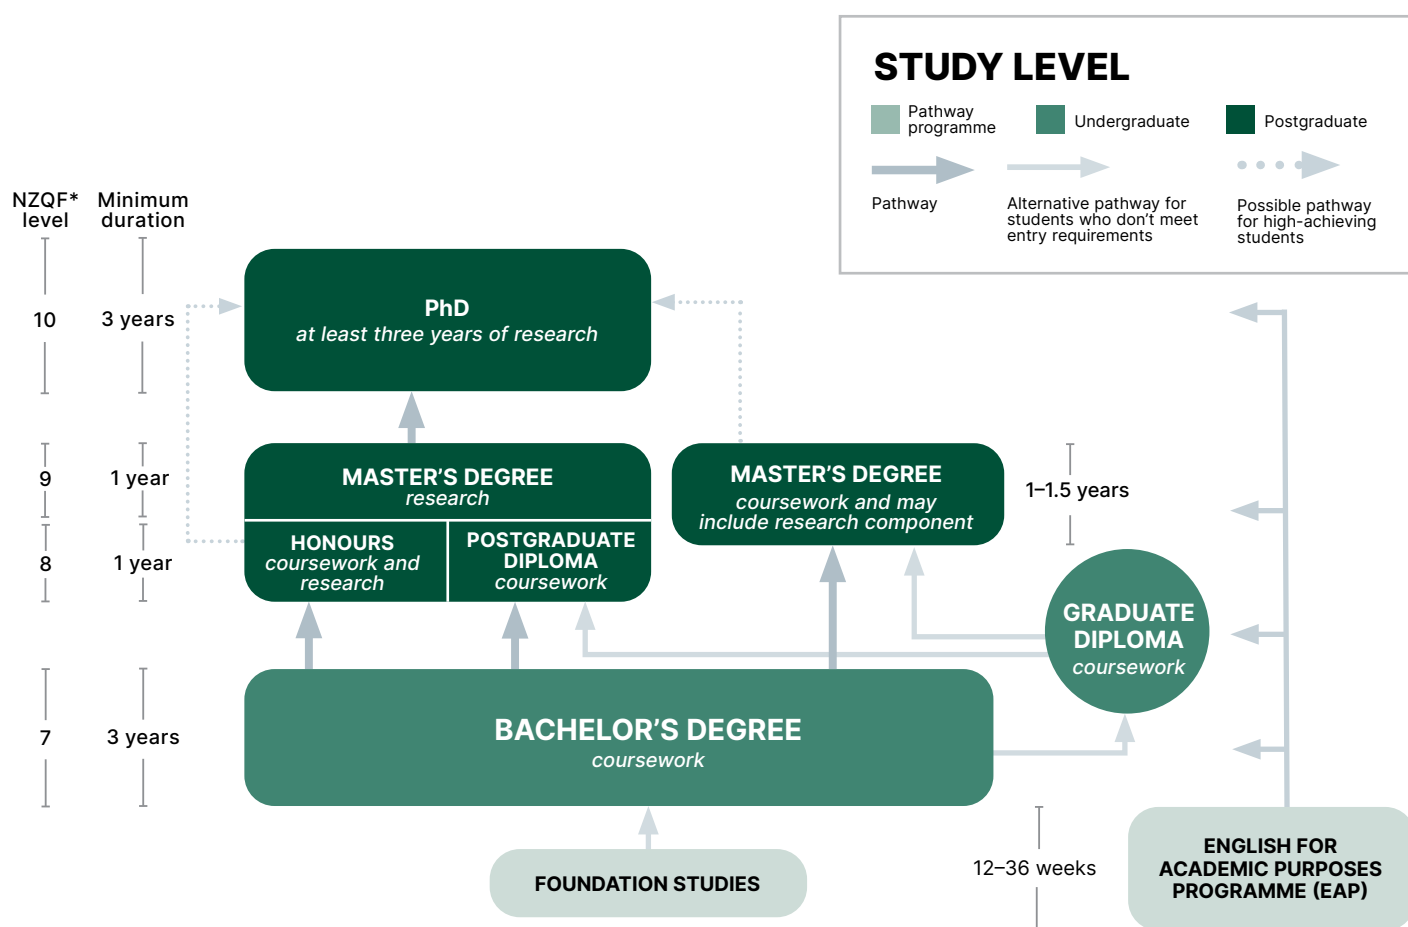 STUDY LEVEL
Pathway
programme
Undergraduate
Postgraduate
Pathway
Alternative pathway for
students who don't meet
entry requirements
Possible pathway
for high-achieving
students
NZQF*
level
Minimum
duration
10
3 years
PhD
at least three years of research
9
1 year
MASTER'S DEGREE
research
MASTER'S DEGREE
coursework and may
include research component
1–1.5 years
8
1 year
HONOURS
coursework and
research
POSTGRADUATE
DIPLOMA
coursework
GRADUATE
DIPLOMA
coursework
7
3 years
BACHELOR'S DEGREE
coursework
FOUNDATION STUDIES
12–36 weeks
ENGLISH FOR
ACADEMIC PURPOSES
PROGRAMME (EAP)